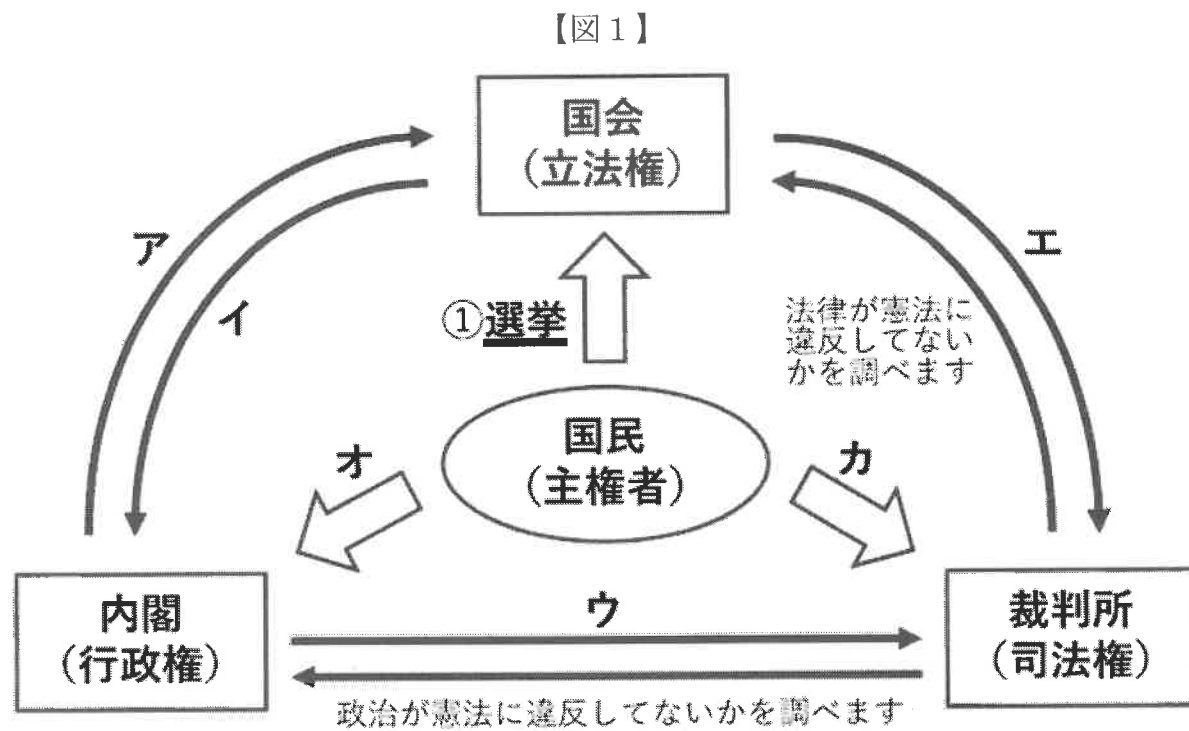 【図1】
国会
（立法権）
ア
イ
エ
①選挙
法律が憲法に
違反してない
かを調べます
国民
（主権者）
オ
カ
内閣
（行政権）
ウ
裁判所
（司法権）
政治が憲法に違反してないかを調べます